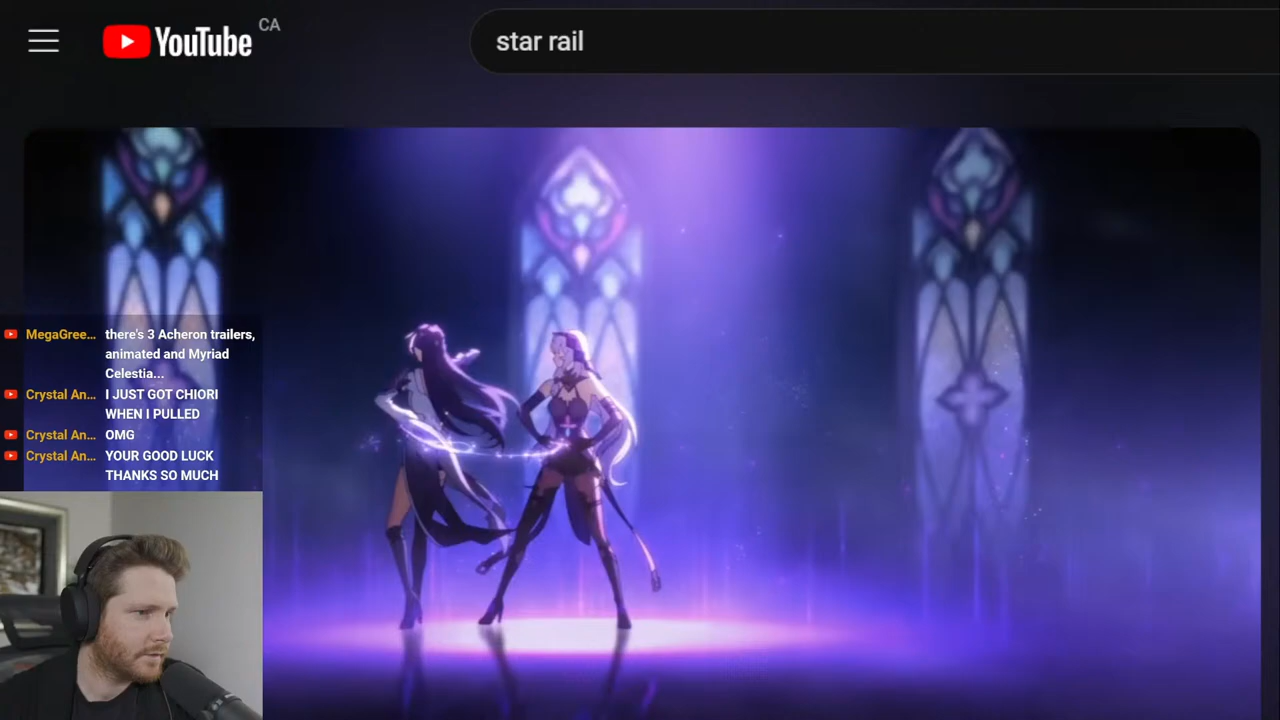 YouTube CA
star rail
MegaGree... there's 3 Acheron trailers,
animated and Myriad
Celestia...
Crystal An... I JUST GOT CHIORI
WHEN I PULLED
Crystal An... OMG
Crystal An... YOUR GOOD LUCK
THANKS SO MUCH